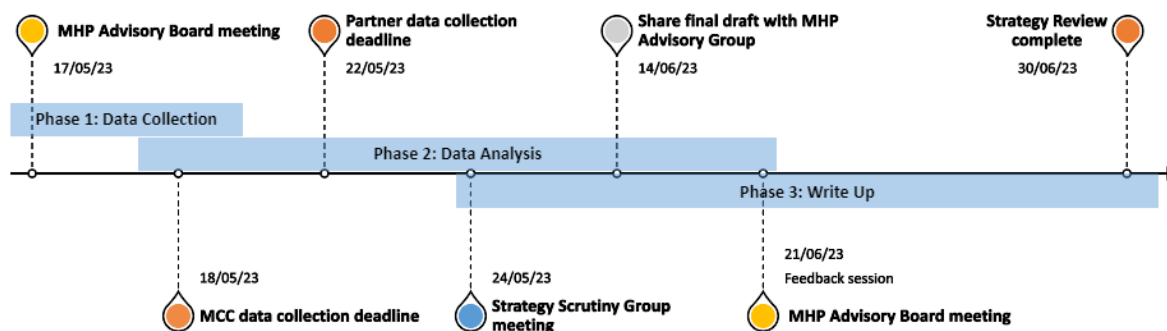 MHP Advisory Board meeting
17/05/23
Partner data collection
deadline
22/05/23
Share final draft with MHP
Advisory Group
14/06/23
Strategy Review
complete
30/06/23
Phase 1: Data Collection
Phase 2: Data Analysis
Phase 3: Write Up
18/05/23
MCC data collection deadline
24/05/23
Strategy Scrutiny Group
meeting
21/06/23
Feedback session
MHP Advisory Board meeting